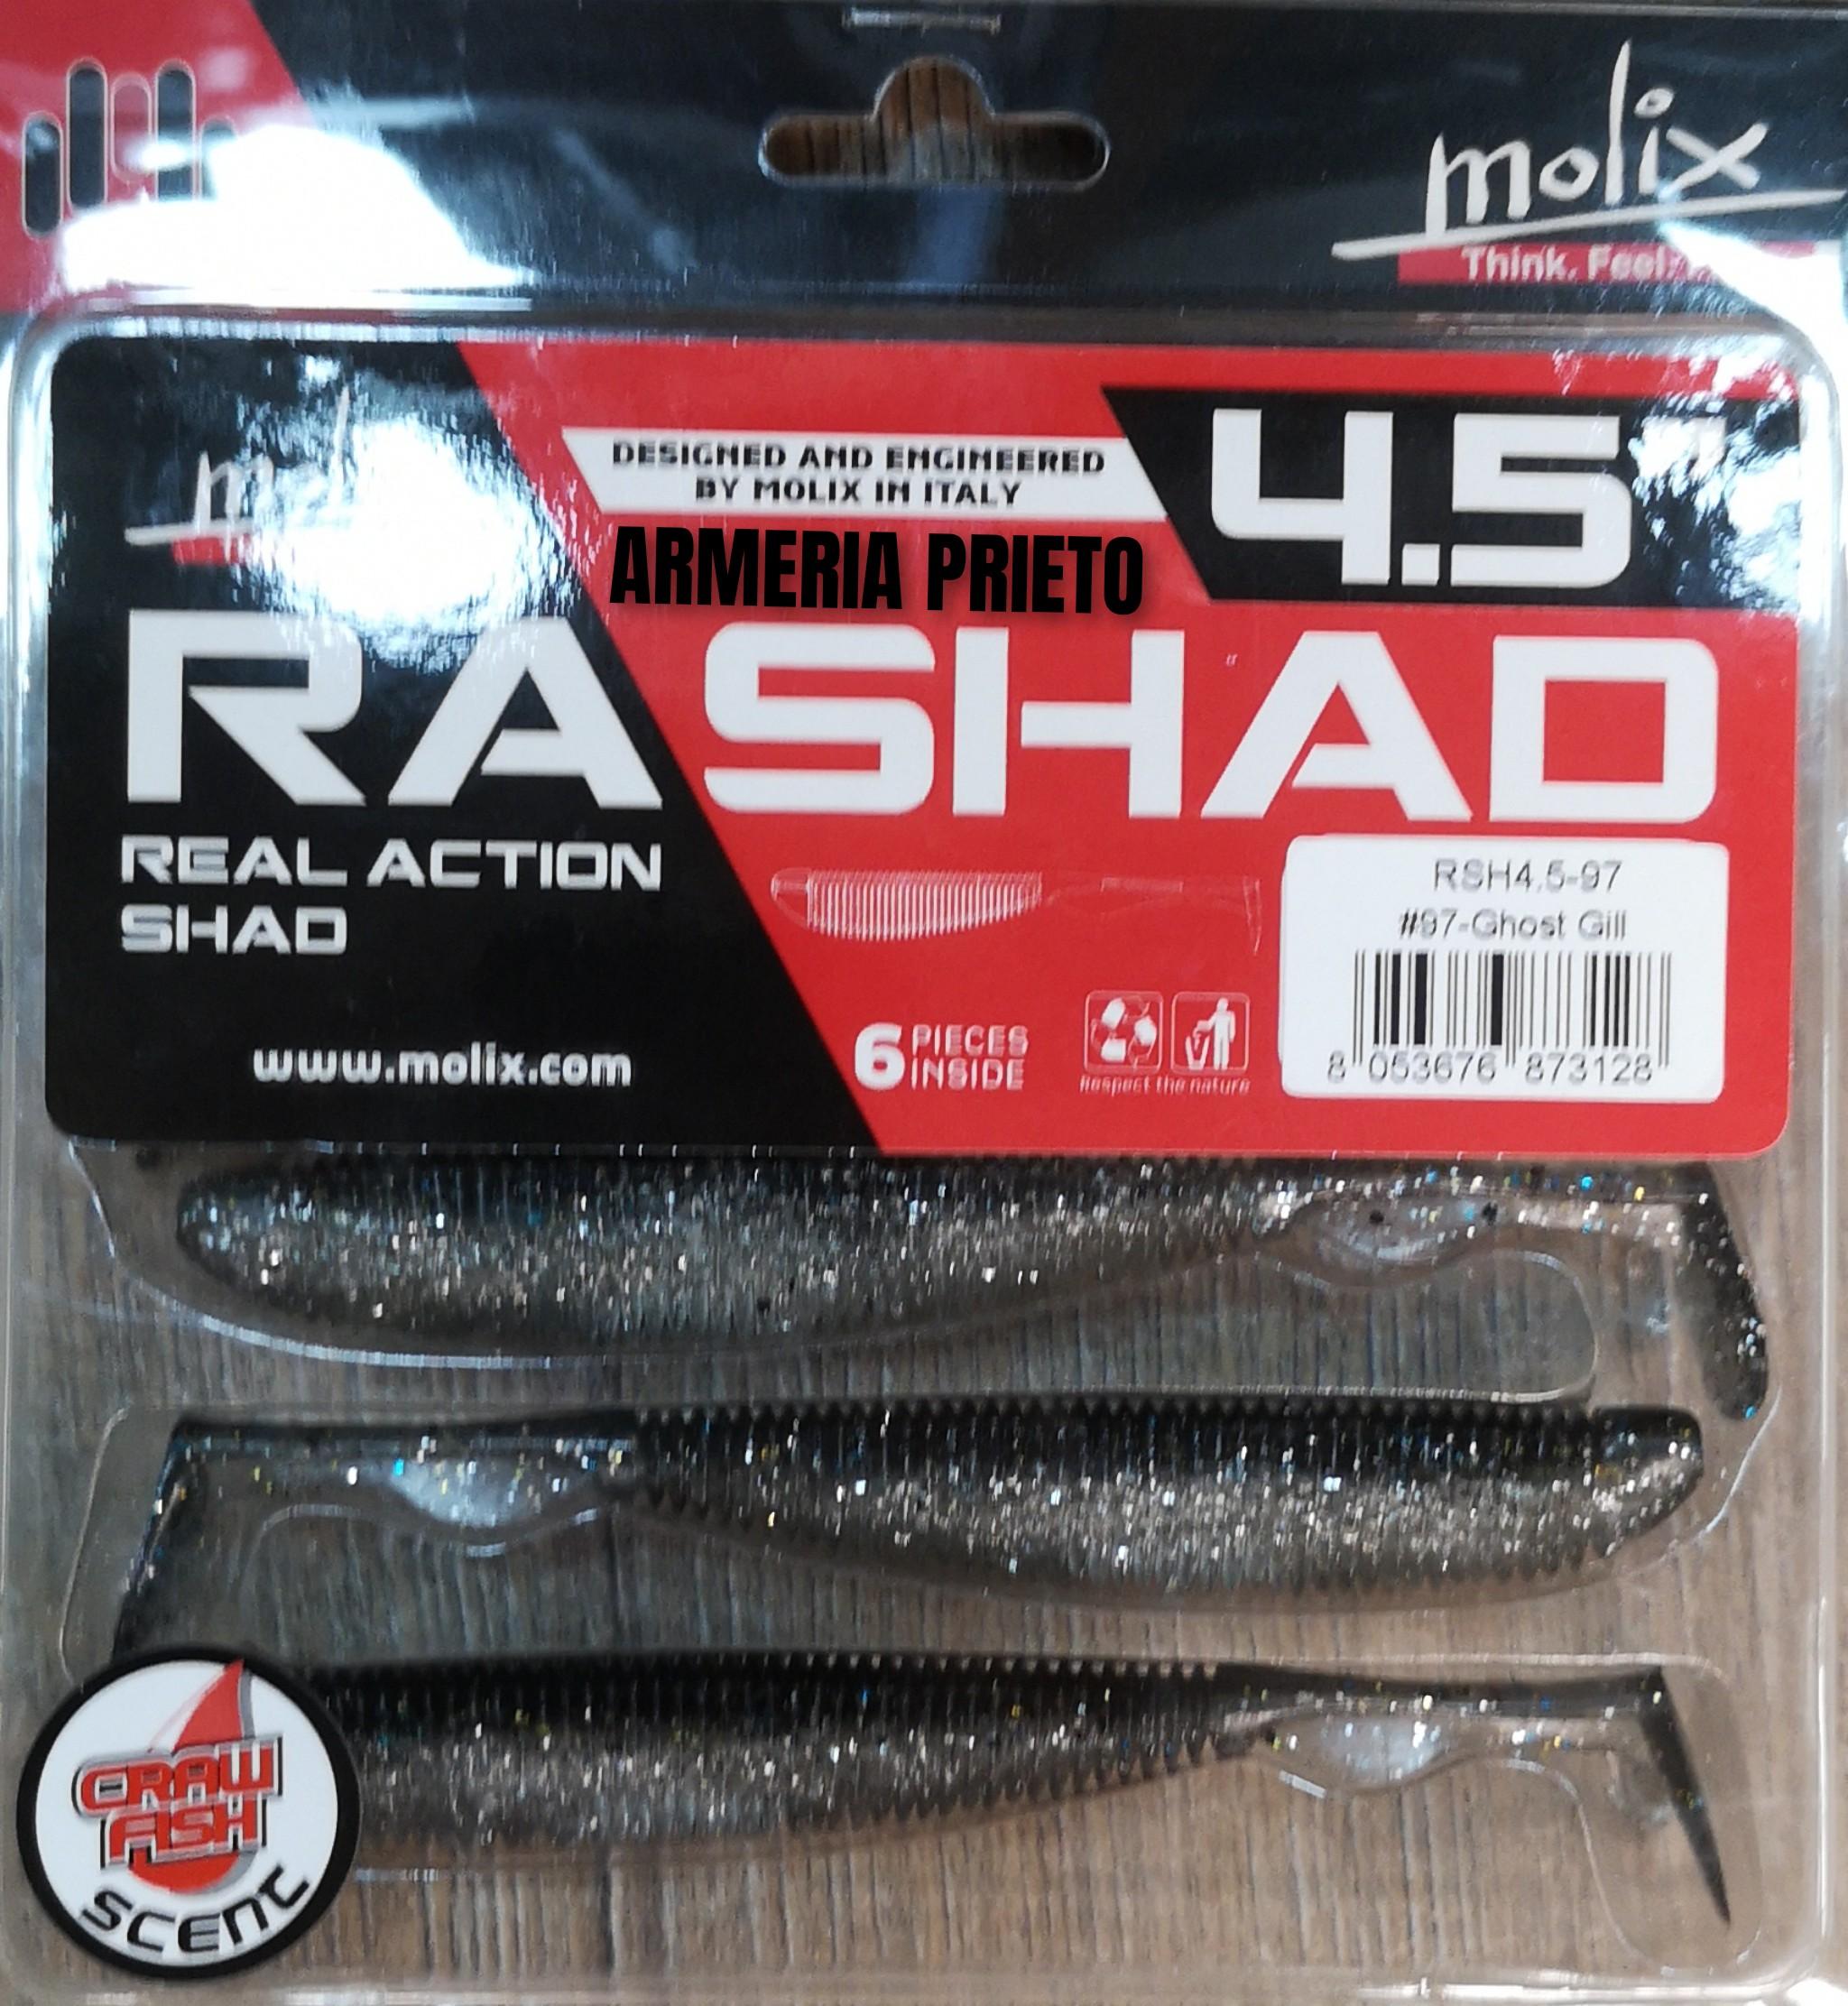 molix
Think. Feel.
DESIGNED AND ENGINEERED
BY MOLIX IN ITALY
4.5"
ARMERIA PRIETO
RA SHAD
REAL ACTION
SHAD
RSH4.5-97
#97-Ghost Gill
8 053676 873128
www.molix.com
6 PIECES
INSIDE
Respect the nature
CRAW
FISH
SCENT